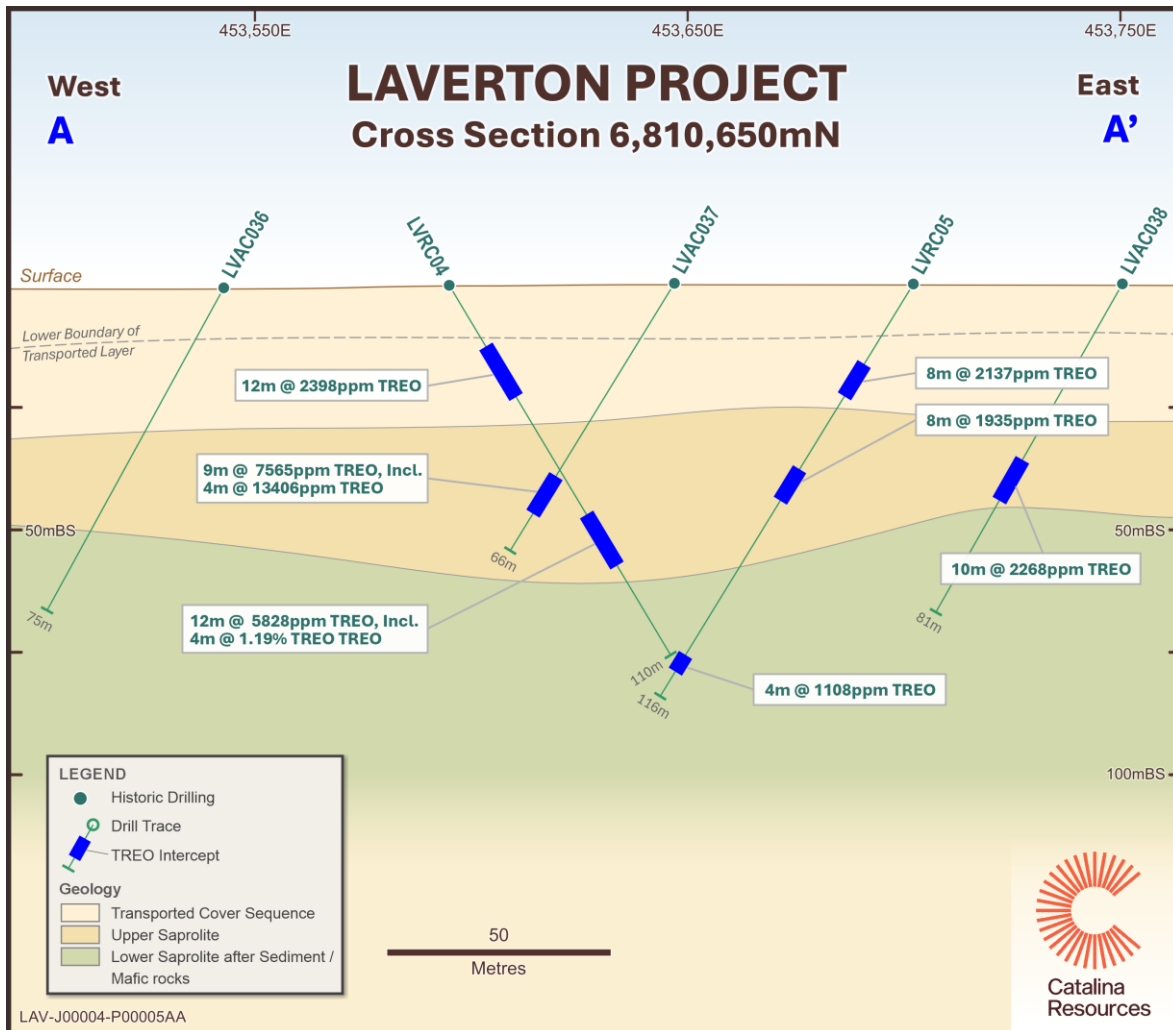 453,550E
453,650E
453,750E
West
LAVERTON PROJECT
East
A
Cross Section 6,810,650mN
A’
LVAC036
LVRC04
LVAC037
LVRC05
LVAC038
Surface
Lower Boundary of
Transported Layer
12m @ 2398ppm TREO
8m @ 2137ppm TREO
8m @ 1935ppm TREO
9m @ 7565ppm TREO, Incl.
4m @ 13406ppm TREO
50mBS
50mBS
66m
10m @ 2268ppm TREO
75m
12m @ 5828ppm TREO, Incl.
4m @ 1.19% TREO TREO
81m
110m
116m
4m @ 1108ppm TREO
100mBS
LEGEND
Historic Drilling
Drill Trace
TREO Intercept
Geology
Transported Cover Sequence
Upper Saprolite
Lower Saprolite after Sediment /
Mafic rocks
50
Metres
Catalina
Resources
LAV-J00004-P00005AA